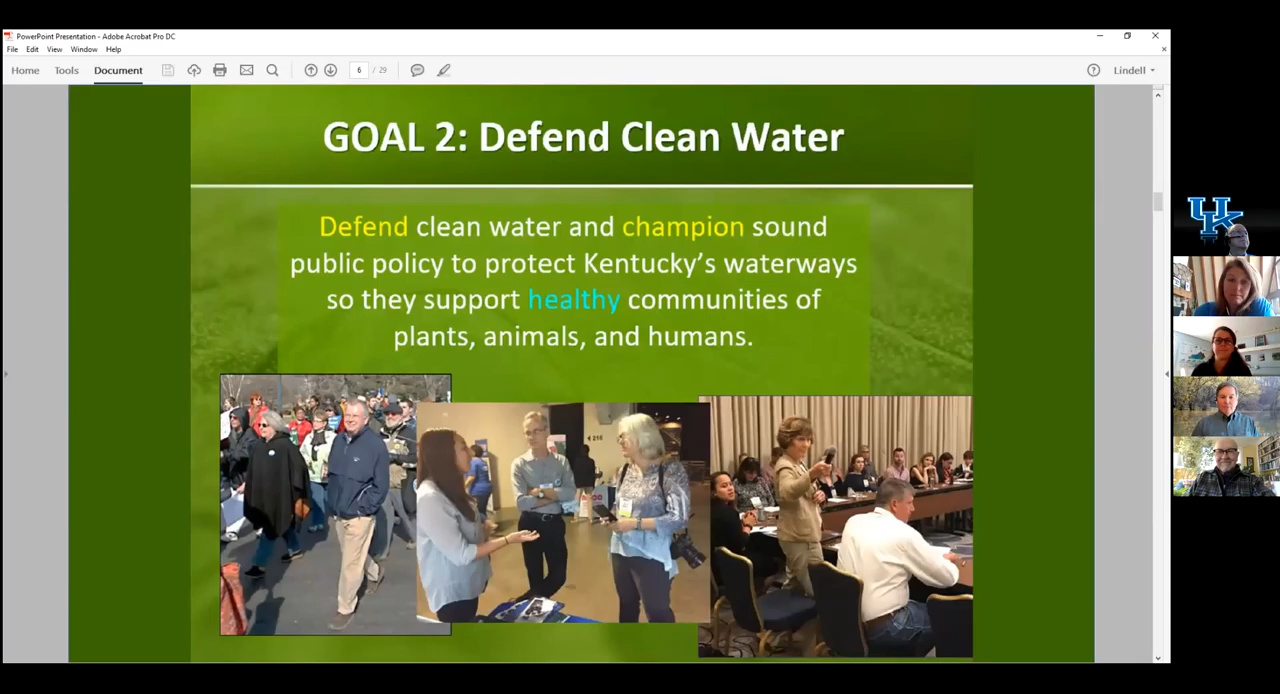 PowerPoint Presentation - Adobe Acrobat Pro DC
File Edit View Window Help
Home Tools Document 6 / 29 Lindell
GOAL 2: Defend Clean Water
Defend clean water and champion sound
public policy to protect Kentucky's waterways
so they support healthy communities of
plants, animals, and humans.
216
UK